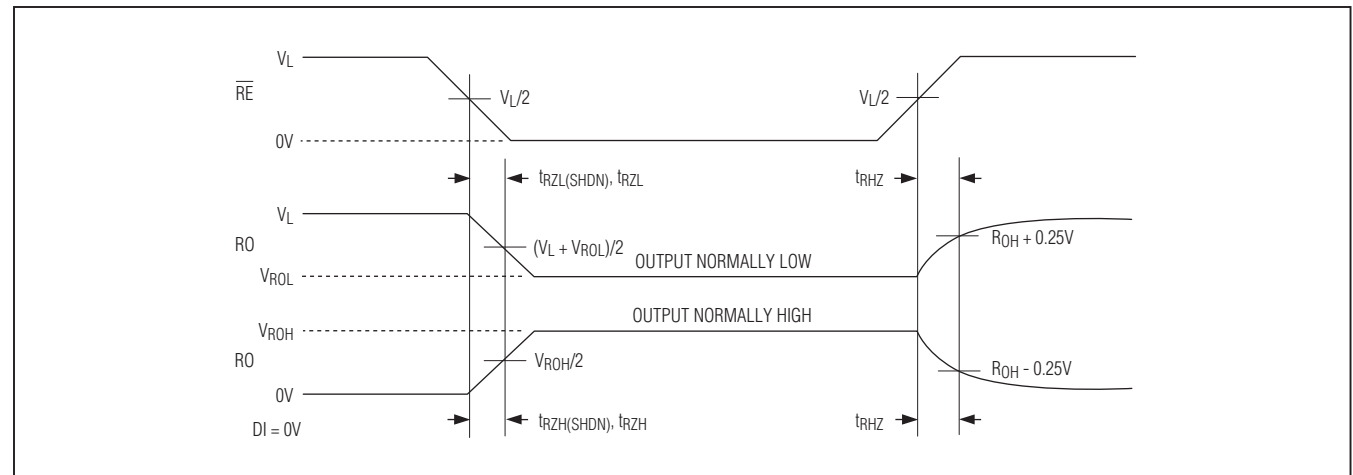 VL
RE
VL/2
VL/2
0V
tRZL(SHDN), tRZL
tRHZ
VL
RO
(VL + VROL)/2
ROH + 0.25V
OUTPUT NORMALLY LOW
VROL
OUTPUT NORMALLY HIGH
VROH
RO
VROH/2
ROH - 0.25V
0V
DI = 0V
tRZH(SHDN), tRZH
tRHZ